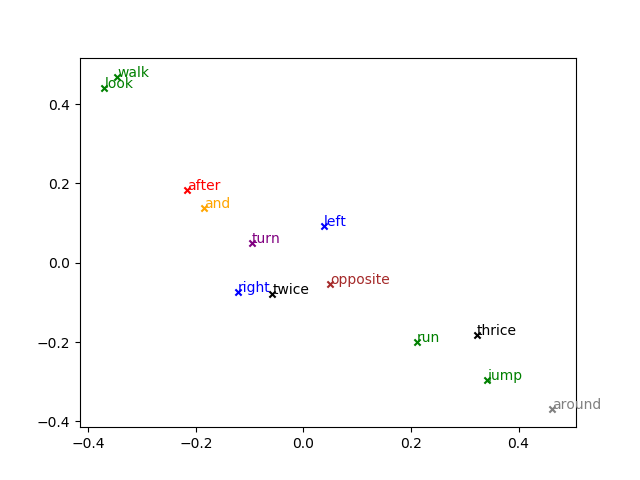 walk
look
0.4
after
0.2
and
left
turn
0.0
opposite
right
twice
thrice
−0.2
run
jump
around
−0.4
−0.4
−0.2
0.0
0.2
0.4